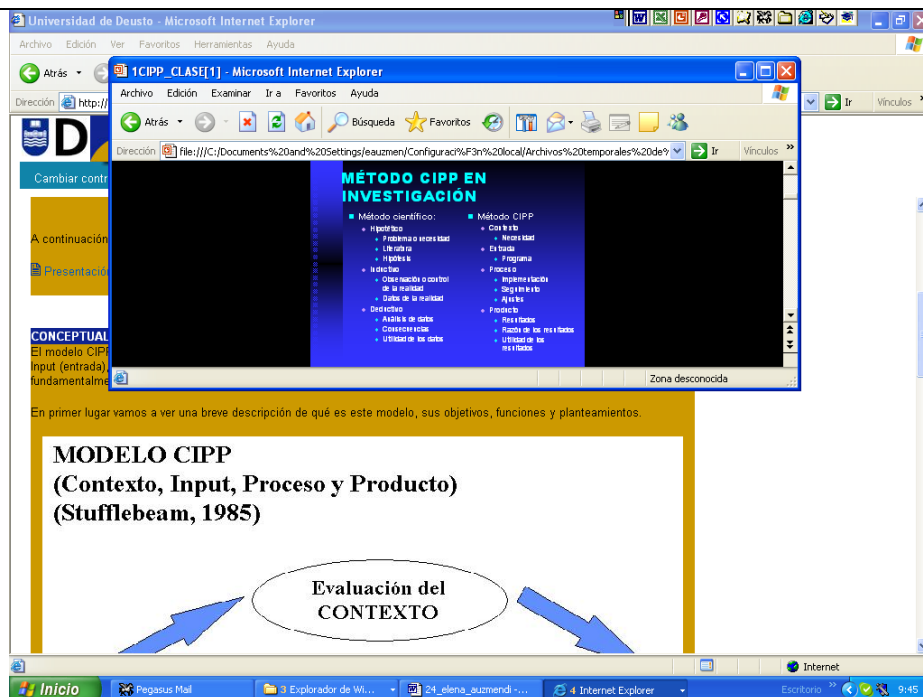 Universidad de Deusto - Microsoft Internet Explorer
Archivo Edición Ver Favoritos Herramientas Ayuda
Atrás
Dirección http://
Ir Vínculos »
1CIPP_CLASE[1] - Microsoft Internet Explorer
Archivo Edición Examinar Ir a Favoritos Ayuda
Atrás Búsqueda Favoritos
Dirección file:///C:/Documents%20and%20Settings/eauzmen/Configuraci%F3n%20local/Archivos%20temporales%20de% Ir Vínculos »
MÉTODO CIPP EN
INVESTIGACIÓN
Método científico:
Hipotético
Problema o necesidad
Literatura
Hipótesis
Inductivo
Observación o control
de la realidad
Datos de la realidad
Deductivo
Análisis de datos
Consecuencias
Utilidad de los datos
Método CIPP
Contexto
Necesidad
Entrada
Programa
Proceso
Implementación
Seguimiento
Ajustes
Producto
Resultados
Razón de los resultados
Utilidad de los
resultados
Zona desconocida
D
Cambiar contr
A continuación
Presentació
CONCEPTUAL
El modelo CIP
Input (entrada),
fundamentalme
En primer lugar vamos a ver una breve descripción de qué es este modelo, sus objetivos, funciones y planteamientos.
MODELO CIPP
(Contexto, Input, Proceso y Producto)
(Stufflebeam, 1985)
Evaluación del
CONTEXTO
Internet
Inicio Pegasus Mail 3 Explorador de Wi... 24_elena_auzmendi -... 4 Internet Explorer Escritorio » 9:45